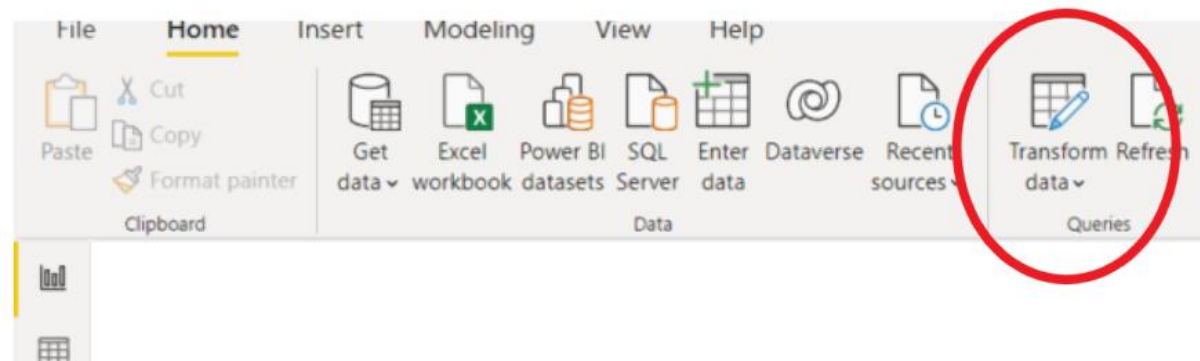 File Home Insert Modeling View Help
Cut
Copy
Paste
Format painter
Clipboard
Get data
Excel workbook
Power BI datasets
SQL Server
Enter data
Dataverse
Recent sources
Data
Transform data
Refresh
Queries